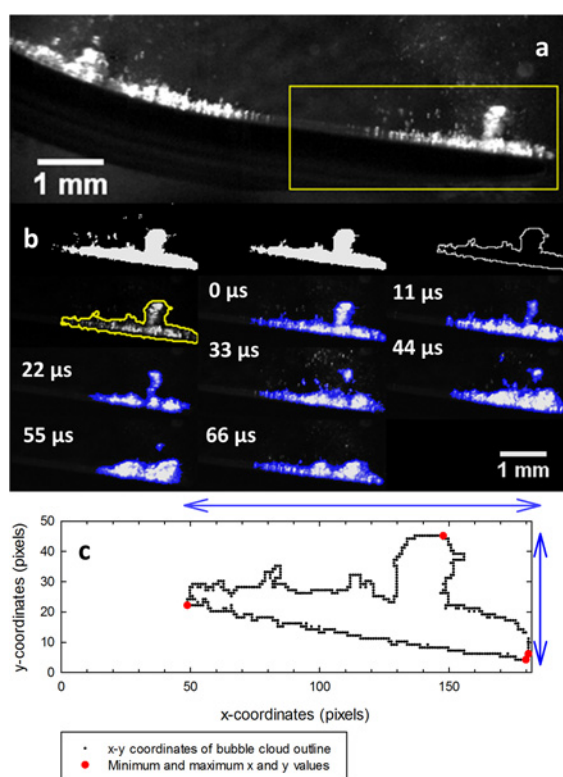 a
1 mm
b
0 µs
11 µs
22 µs
33 µs
44 µs
55 µs
66 µs
1 mm
c
50
40
30
20
10
0
y-coordinates (pixels)
0 50 100 150
x-coordinates (pixels)
x-y coordinates of bubble cloud outline
Minimum and maximum x and y values